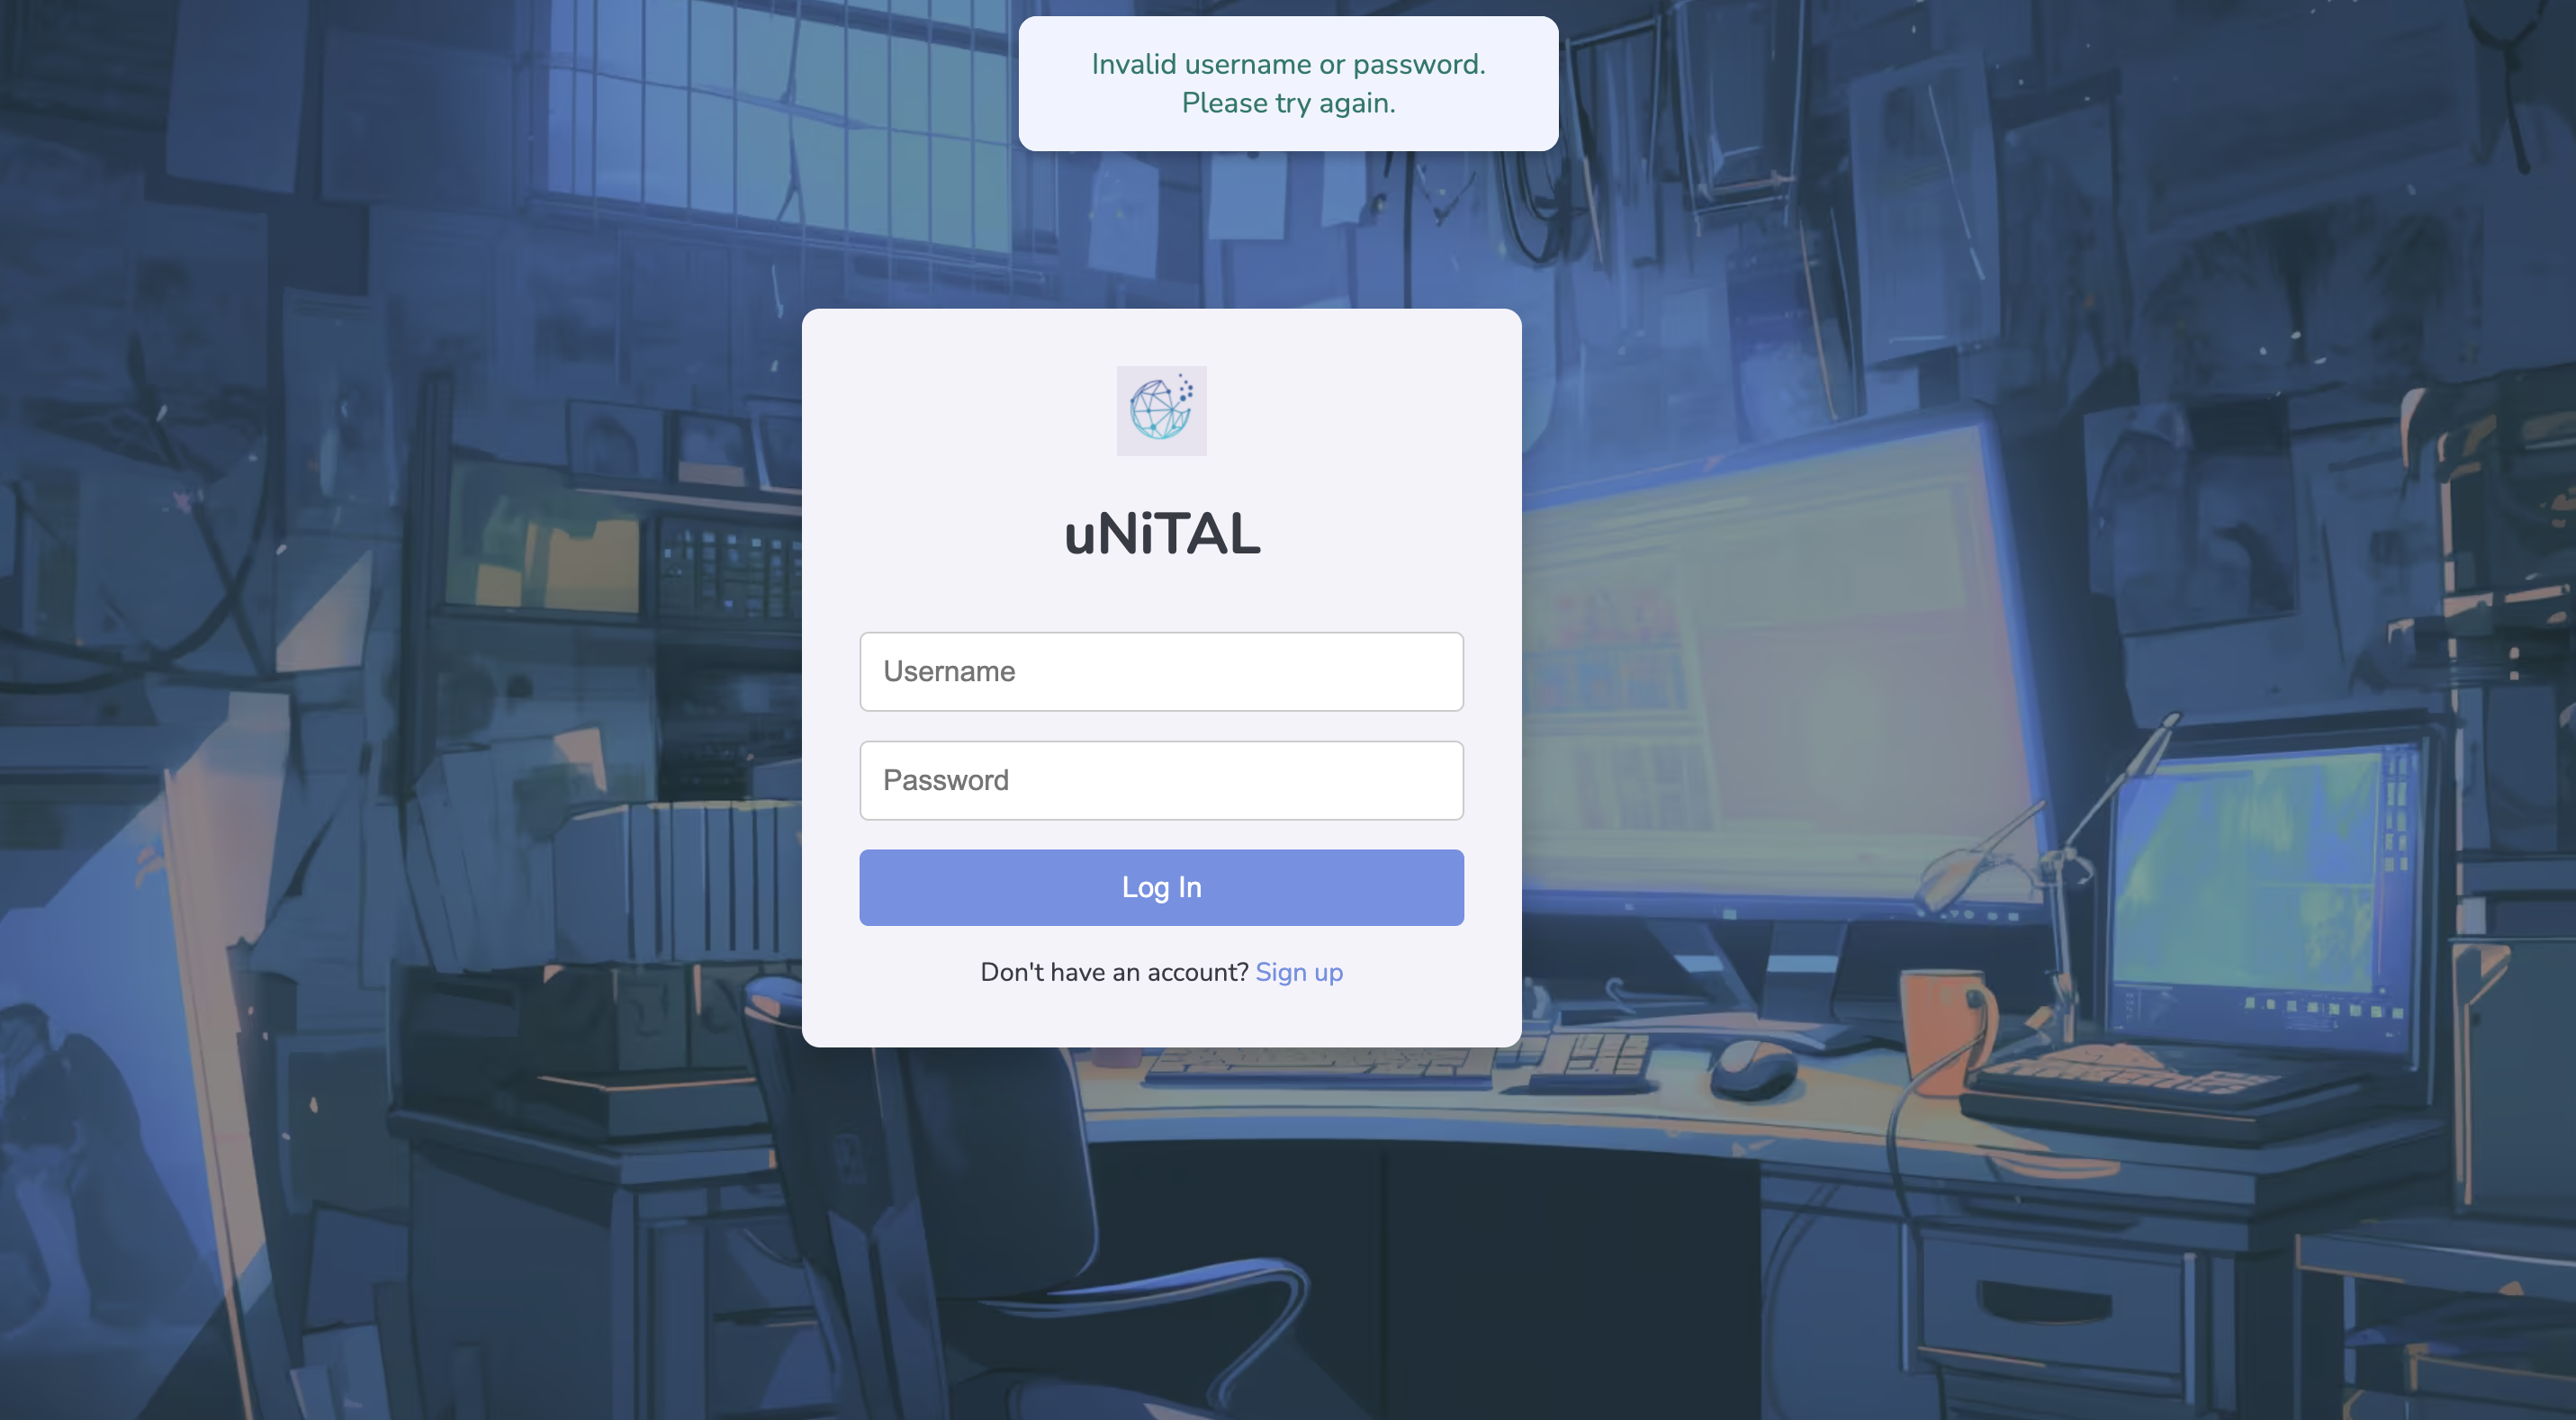 Invalid username or password.
Please try again.
uNiTAL
Username
Password
Log In
Don't have an account? Sign up